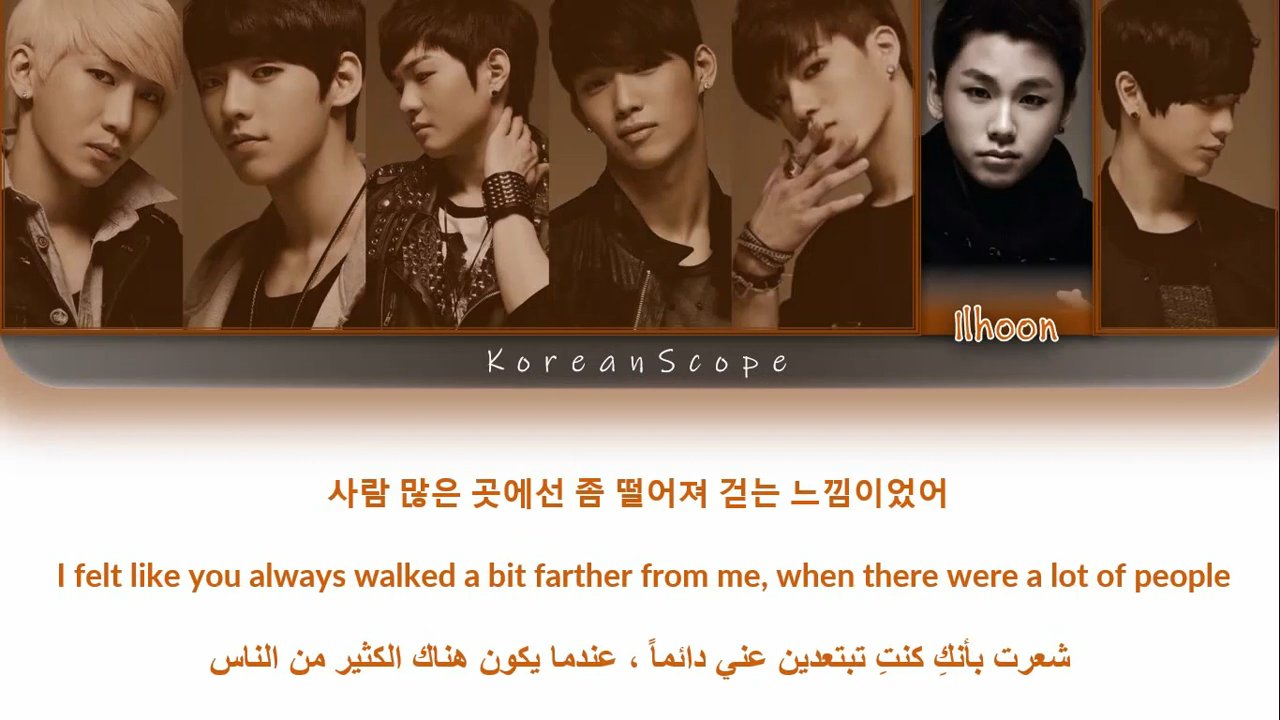 Ilhoon
KoreanScope
사람 많은 곳에선 좀 떨어져 걷는 느낌이었어
I felt like you always walked a bit farther from me, when there were a lot of people
شعرت بأنكِ كنتِ تبتعدين عني دائماً ، عندما يكون هناك الكثير من الناس